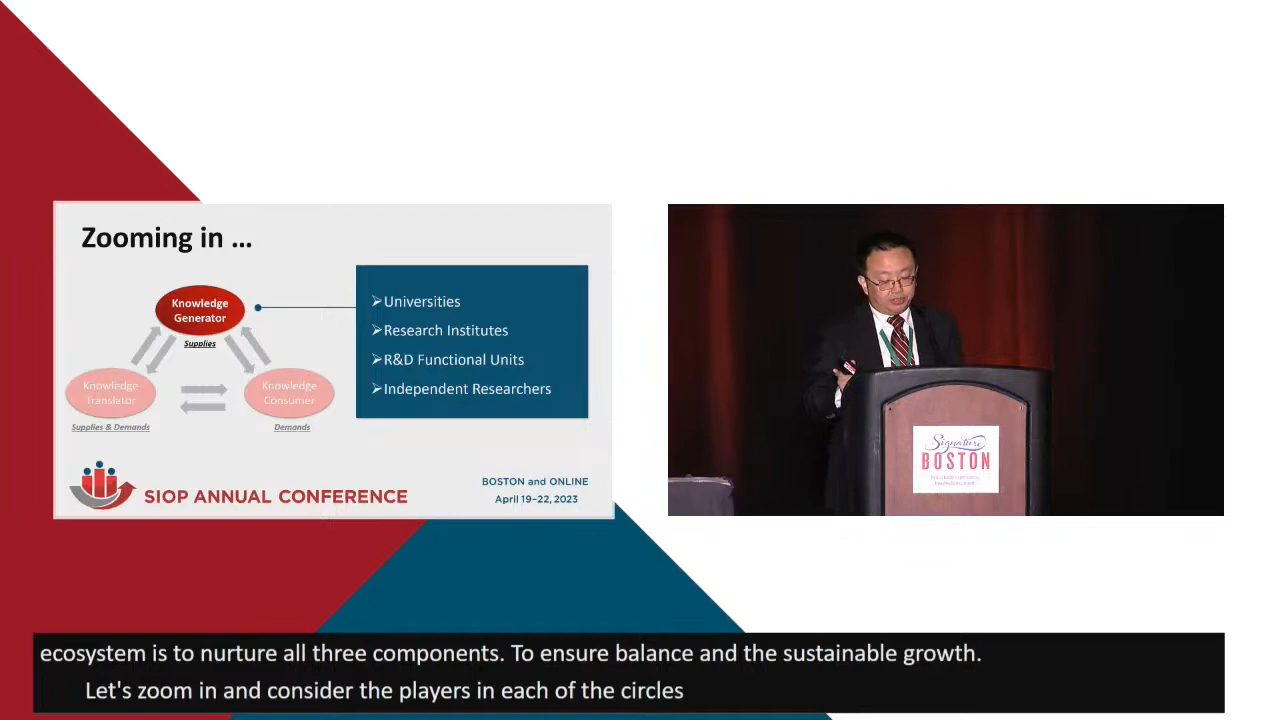 Zooming in ...
Knowledge
Generator
Supplies
Knowledge
Translator
Supplies & Demands
Knowledge
Consumer
Demands
➢Universities
➢Research Institutes
➢R&D Functional Units
➢Independent Researchers
SIOP ANNUAL CONFERENCE
BOSTON and ONLINE
April 19–22, 2023
Signature
BOSTON
ecosystem is to nurture all three components. To ensure balance and the sustainable growth.
Let's zoom in and consider the players in each of the circles